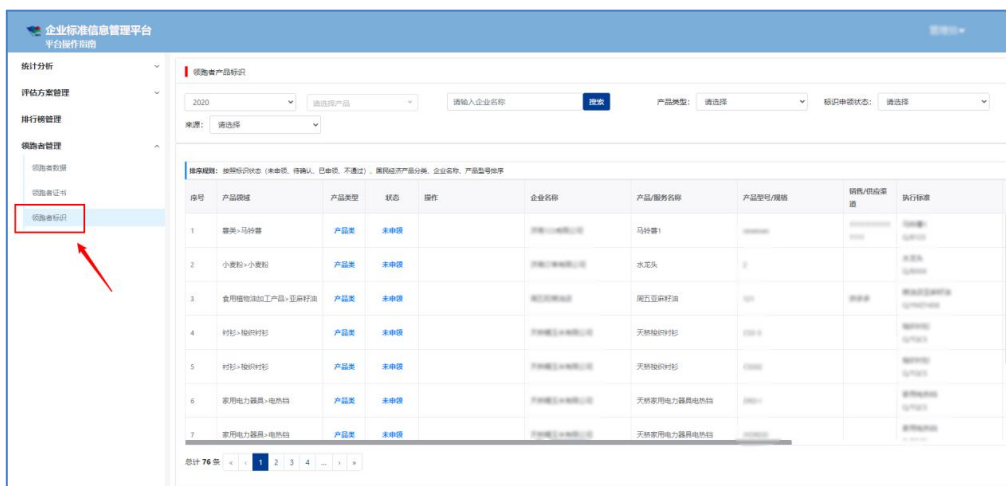 企业标准信息管理平台
平台操作指南
统计分析
评估方案管理
排行榜管理
领跑者管理
领跑者数据
领跑者证书
领跑者标识
领跑者产品标识
2020 请选择产品 请输入企业名称 搜索 产品类型： 请选择 标识申领状态： 请选择
来源： 请选择
排序规则： 按照标识状态（未申领、待确认、已申领、不通过）、国民经济产品分类、企业名称、产品型号排序
序号 产品领域 产品类型 状态 操作 企业名称 产品/服务名称 产品型号/规格 销售/供应渠道 执行标准
1 薯类>马铃薯 产品类 未申领 马铃薯1
2 小麦粉>小麦粉 产品类 未申领 水龙头
3 食用植物油加工产品>亚麻籽油 产品类 未申领 周五亚麻籽油
4 衬衫>梭织衬衫 产品类 未申领 天桥梭织衬衫
5 衬衫>梭织衬衫 产品类 未申领 天桥梭织衬衫
6 家用电力器具>电热铛 产品类 未申领 天桥家用电力器具电热铛
7 家用电力器具>电热铛 产品类 未申领 天桥家用电力器具电热铛
总计 76 条 « ‹ 1 2 3 4 ... › »